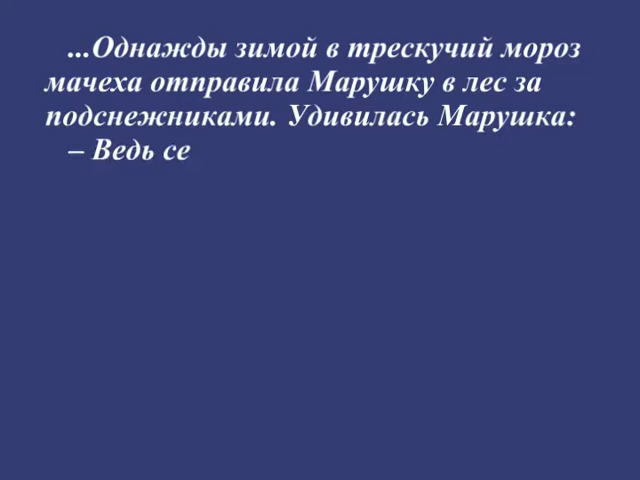 ...Однажды зимой в трескучий мороз
мачеха отправила Марушку в лес за
подснежниками. Удивилась Марушка:
– Ведь се